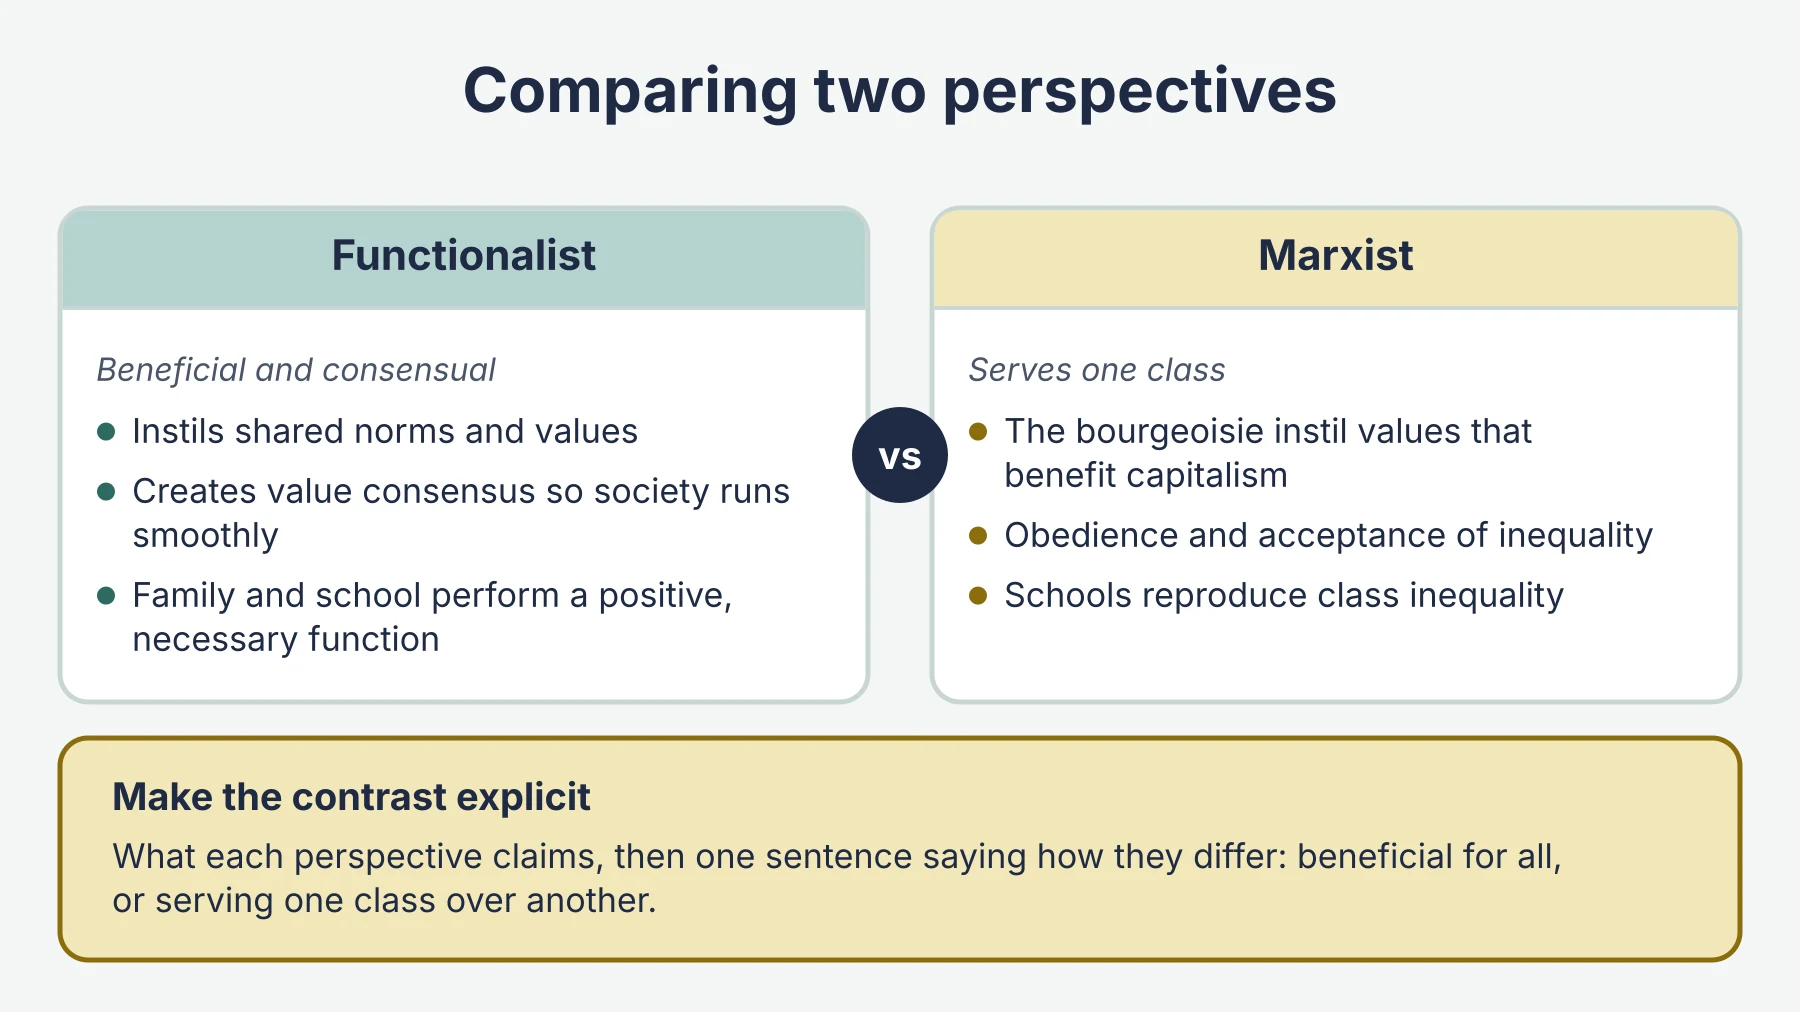 Comparing two perspectives
Functionalist
Beneficial and consensual
Instils shared norms and values
Creates value consensus so society runs
smoothly
Family and school perform a positive,
necessary function
vs
Marxist
Serves one class
The bourgeoisie instil values that
benefit capitalism
Obedience and acceptance of inequality
Schools reproduce class inequality
Make the contrast explicit
What each perspective claims, then one sentence saying how they differ: beneficial for all,
or serving one class over another.